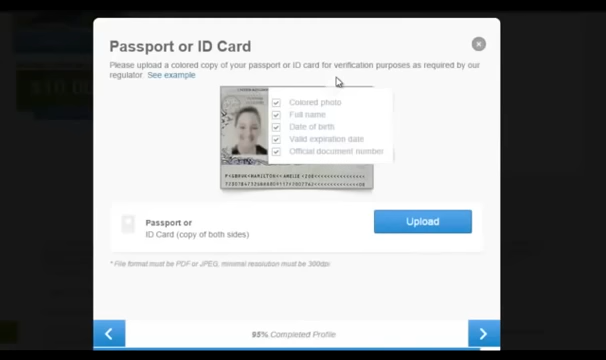 Passport or ID Card
Please upload a colored copy of your passport or ID card for verification purposes as required by our
regulator. See example
Colored photo
Full name
Date of birth
Valid expiration date
Official document number
Passport or
ID Card (copy of both sides)
Upload
* File format must be PDF or JPEG, minimal resolution must be 300dpi
95% Completed Profile